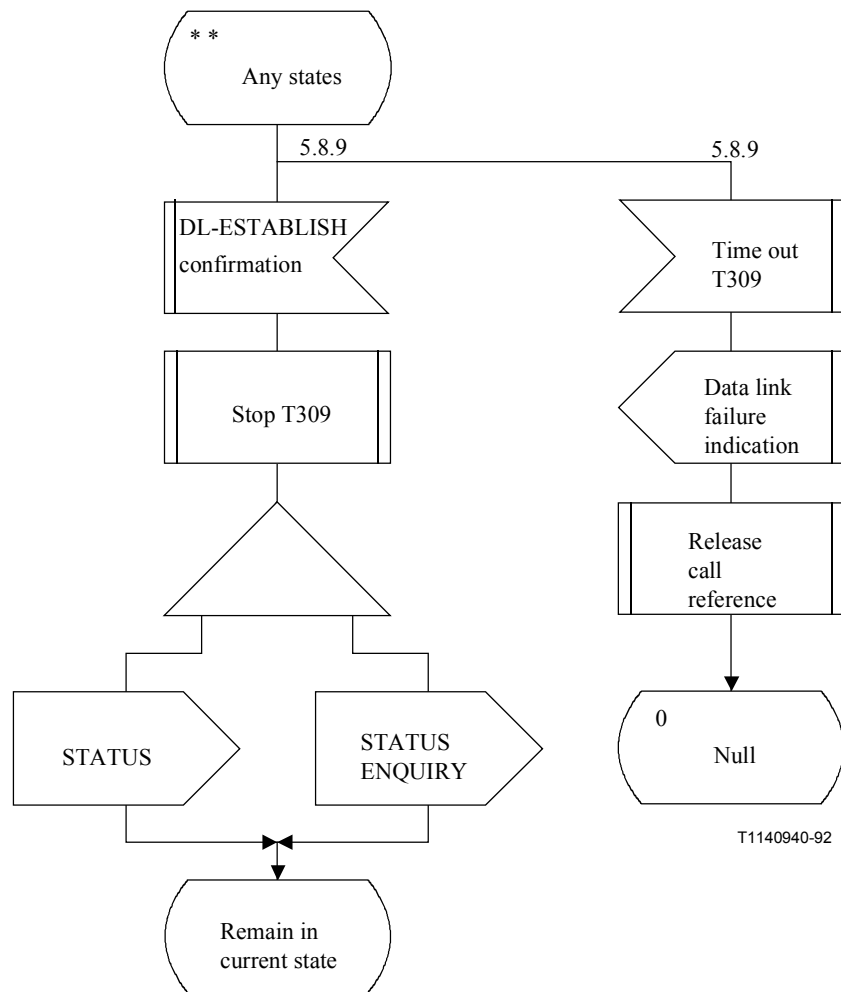 * *
Any states
5.8.9
5.8.9
DL-ESTABLISH
confirmation
Time out
T309
Stop T309
Data link
failure
indication
Release
call
reference
STATUS
STATUS
ENQUIRY
0
Null
T1140940-92
Remain in
current state